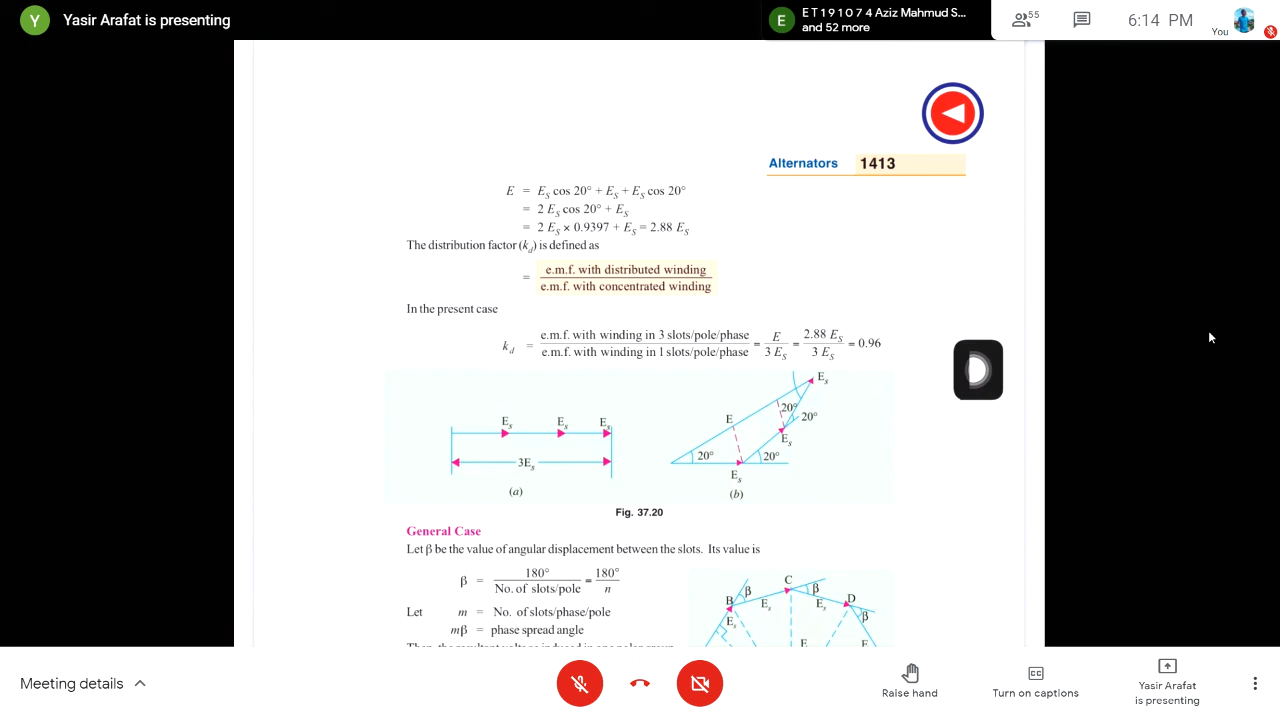 Y Yasir Arafat is presenting
E E T 1 9 1 0 7 4 Aziz Mahmud S...
and 52 more
55
6:14 PM
You
Alternators 1413
E = E_S cos 20° + E_S + E_S cos 20°
= 2 E_S cos 20° + E_S
= 2 E_S × 0.9397 + E_S = 2.88 E_S
The distribution factor (k_d) is defined as
= e.m.f. with distributed winding / e.m.f. with concentrated winding
In the present case
k_d = e.m.f. with winding in 3 slots/pole/phase / e.m.f. with winding in 1 slots/pole/phase = E / 3 E_S = 2.88 E_S / 3 E_S = 0.96
E_s E_s E_s
3E_s
(a)
E_s
20°
20°
E
E_s
20° 20°
E_s
(b)
Fig. 37.20
General Case
Let β be the value of angular displacement between the slots. Its value is
β = 180° / No. of slots/pole = 180° / n
Let m = No. of slots/phase/pole
mβ = phase spread angle
B β C β D β
E_s E_s E_s
E
Meeting details
Raise hand
CC
Turn on captions
Yasir Arafat
is presenting